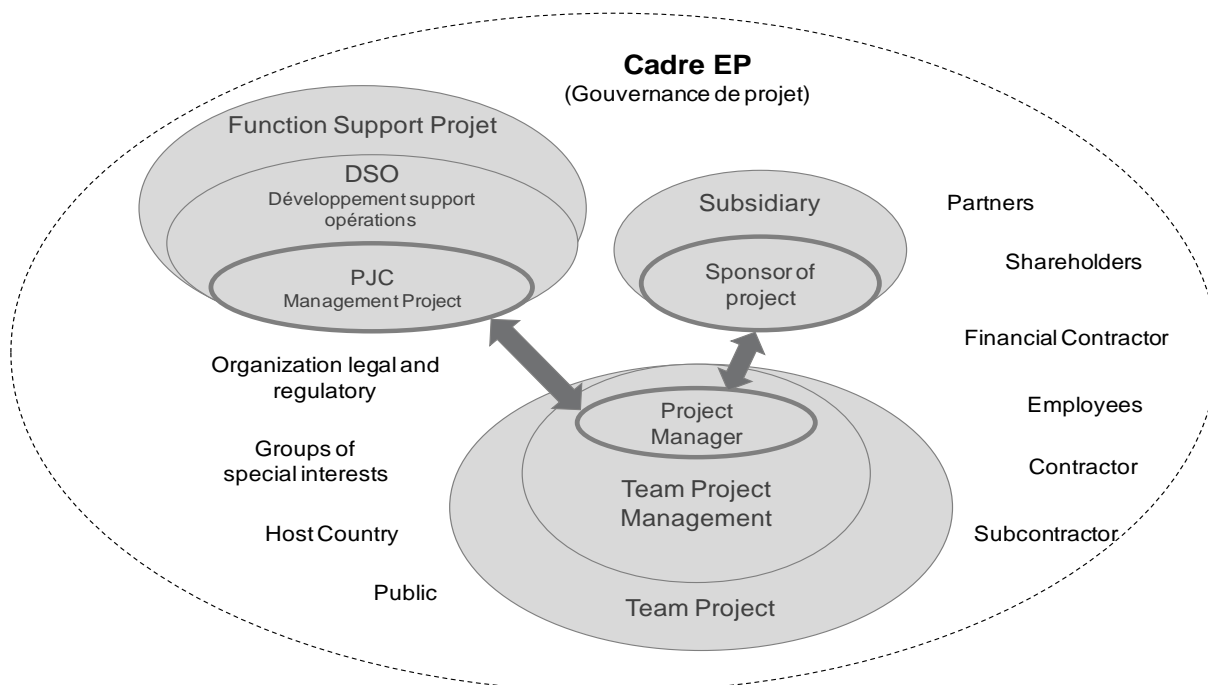 Cadre EP
(Gouvernance de projet)
Function Support Projet
DSO
Développement support
opérations
PJC
Management Project
Subsidiary
Sponsor of
project
Partners
Shareholders
Financial Contractor
Employees
Contractor
Subcontractor
Organization legal and
regulatory
Groups of
special interests
Host Country
Public
Project
Manager
Team Project
Management
Team Project